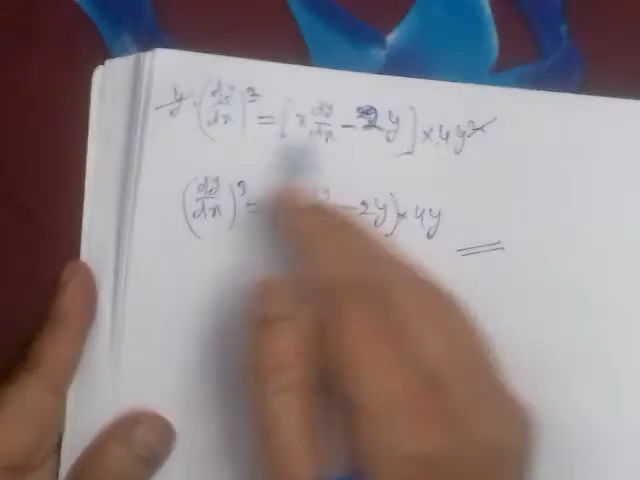 y · (dy/dx)³ = [x dy/dx - 2y] × 4y²
(dy/dx)³ = y - 2y) × 4y